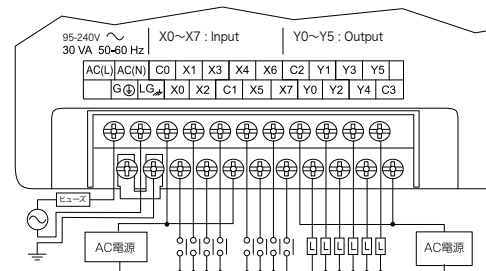 95-240V X0~X7 : Input Y0~Y5 : Output
30 VA 50-60 Hz
AC(L) AC(N) C0 X1 X3 X4 X6 C2 Y1 Y3 Y5
G LG X0 X2 C1 X5 X7 Y0 Y2 Y4 C3
ヒューズ
AC電源 L L L L L L AC電源